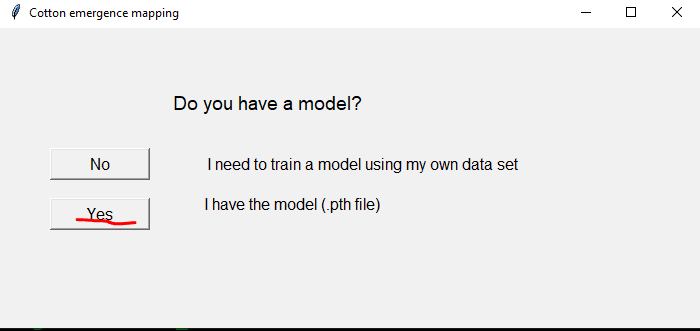 Cotton emergence mapping
Do you have a model?
No
I need to train a model using my own data set
Yes
I have the model (.pth file)